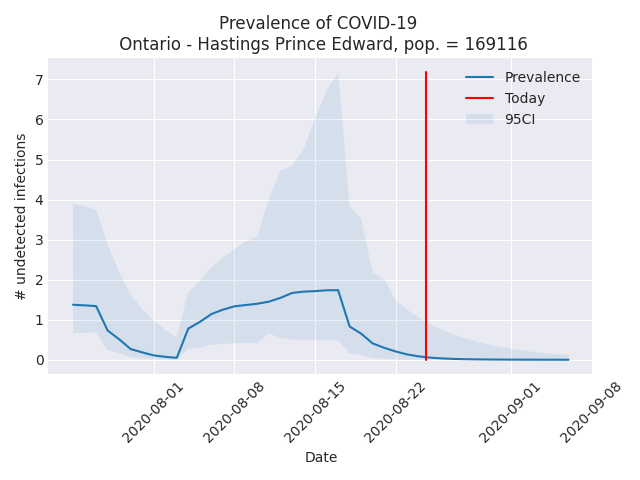 Prevalence of COVID-19
Ontario - Hastings Prince Edward, pop. = 169116
7
6
5
4
3
2
1
0
# undetected infections
Prevalence
Today
95CI
2020-08-01
2020-08-08
2020-08-15
2020-08-22
2020-09-01
2020-09-08
Date